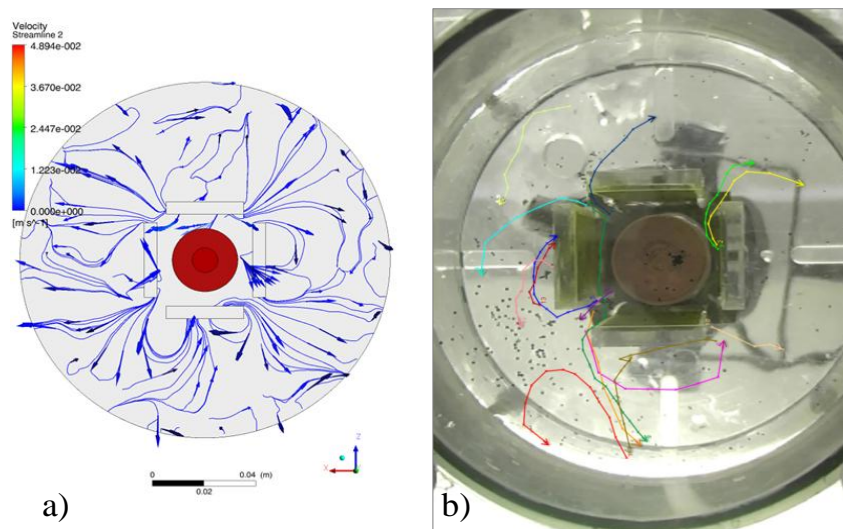 Velocity
Streamline 2
4.894e-002
3.670e-002
2.447e-002
1.223e-002
0.000e+000
[m s^-1]
0
0.04 (m)
0.02
X
Z
a)
b)